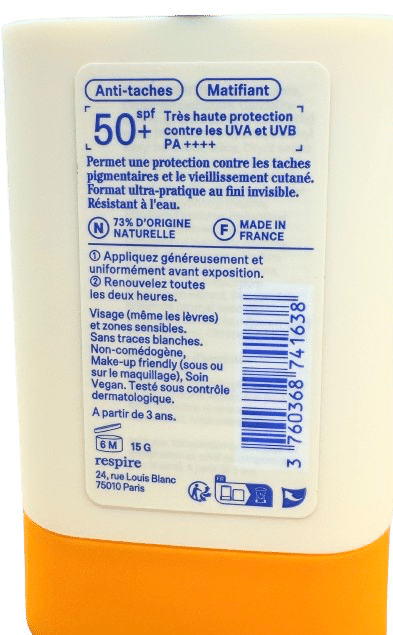 Anti-taches
Matifiant
50+ spf
Très haute protection
contre les UVA et UVB
PA ++++
Permet une protection contre les taches
pigmentaires et le vieillissement cutané.
Format ultra-pratique au fini invisible.
Résistant à l'eau.
N 73% D'ORIGINE
NATURELLE
F MADE IN
FRANCE
① Appliquez généreusement et
uniformément avant exposition.
② Renouvelez toutes
les deux heures.
Visage (même les lèvres)
et zones sensibles.
Sans traces blanches.
Non-comédogène,
Make-up friendly (sous ou
sur le maquillage), Soin
Vegan. Testé sous contrôle
dermatologique.
A partir de 3 ans.
6 M 15 G
respire
24, rue Louis Blanc
75010 Paris
3 760368 741638